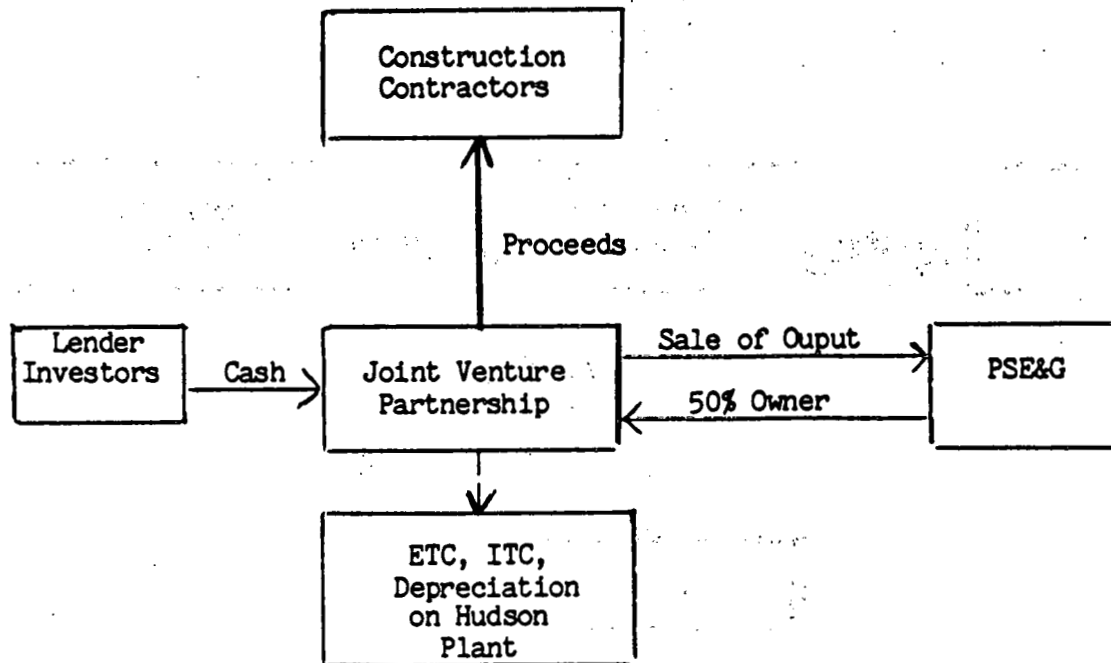 Construction
Contractors
Proceeds
Lender
Investors
Cash
Joint Venture
Partnership
Sale of Ouput
50% Owner
PSE&G
ETC, ITC,
Depreciation
on Hudson
Plant